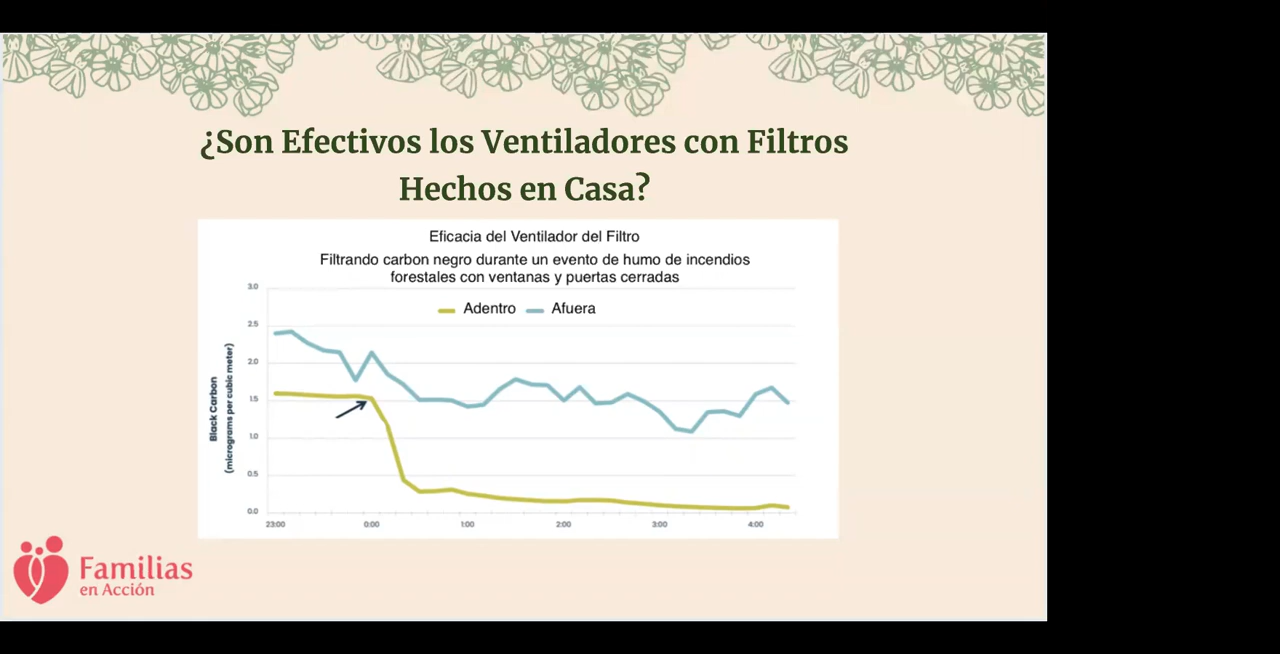 ¿Son Efectivos los Ventiladores con Filtros
Hechos en Casa?
Eficacia del Ventilador del Filtro
Filtrando carbon negro durante un evento de humo de incendios
forestales con ventanas y puertas cerradas
Adentro
Afuera
Black Carbon
(micrograms per cubic meter)
3.0
2.5
2.0
1.5
1.0
0.5
0.0
23:00
0:00
1:00
2:00
3:00
4:00
Familias
en Acción